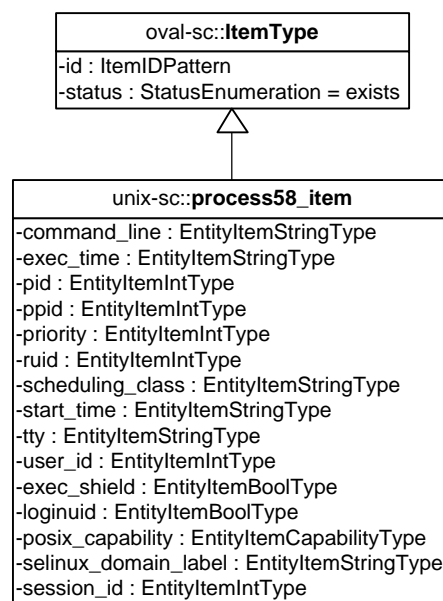 oval-sc::ItemType
-id : ItemIDPattern
-status : StatusEnumeration = exists
unix-sc::process58_item
-command_line : EntityItemStringType
-exec_time : EntityItemStringType
-pid : EntityItemIntType
-ppid : EntityItemIntType
-priority : EntityItemIntType
-ruid : EntityItemIntType
-scheduling_class : EntityItemStringType
-start_time : EntityItemStringType
-tty : EntityItemStringType
-user_id : EntityItemIntType
-exec_shield : EntityItemBoolType
-loginuid : EntityItemBoolType
-posix_capability : EntityItemCapabilityType
-selinux_domain_label : EntityItemStringType
-session_id : EntityItemIntType